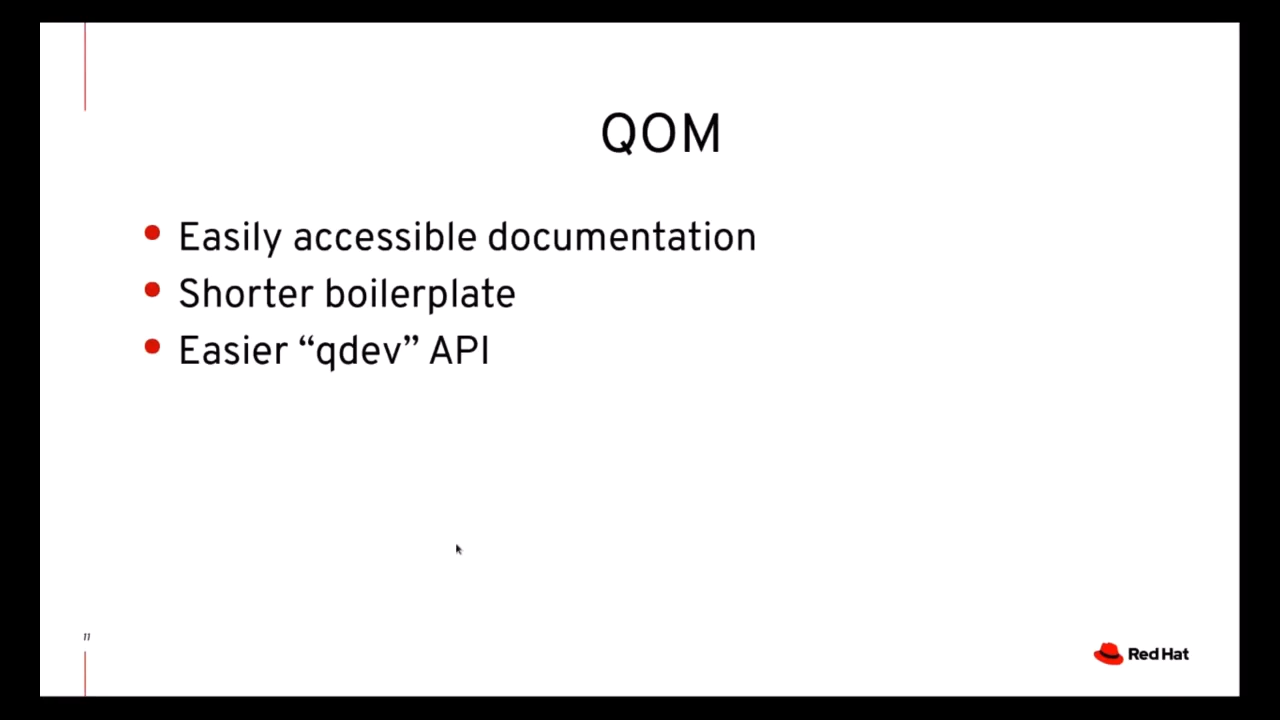 QOM
Easily accessible documentation
Shorter boilerplate
Easier “qdev” API
11
Red Hat